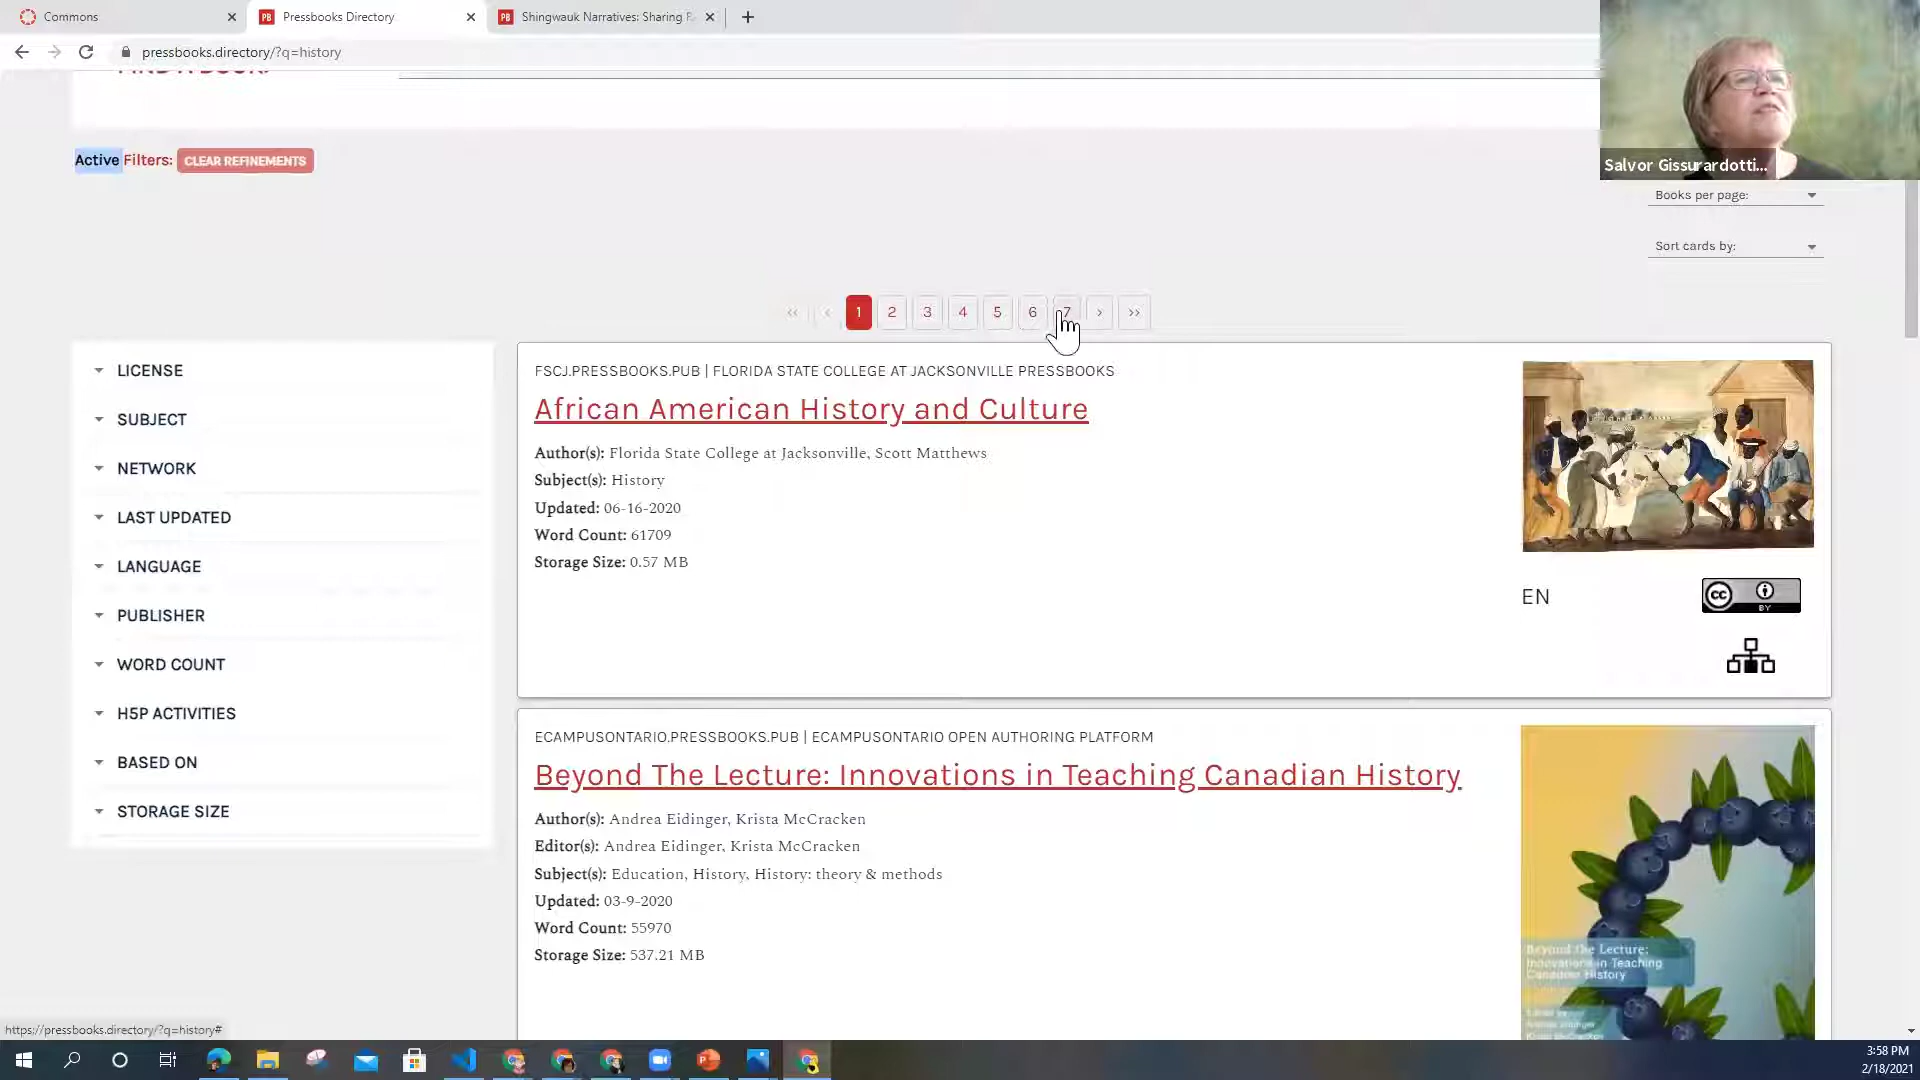 Commons
Pressbooks Directory
Shingwauk Narratives: Sharing R
pressbooks.directory/?q=history
FIND A BOOK:
Salvor Gissurardotti...
Active Filters: CLEAR REFINEMENTS
Books per page:
Sort cards by:
‹‹ ‹ 1 2 3 4 5 6 7 › ››
LICENSE
SUBJECT
NETWORK
LAST UPDATED
LANGUAGE
PUBLISHER
WORD COUNT
H5P ACTIVITIES
BASED ON
STORAGE SIZE
FSCJ.PRESSBOOKS.PUB | FLORIDA STATE COLLEGE AT JACKSONVILLE PRESSBOOKS
African American History and Culture
Author(s): Florida State College at Jacksonville, Scott Matthews
Subject(s): History
Updated: 06-16-2020
Word Count: 61709
Storage Size: 0.57 MB
EN
cc
BY
ECAMPUSONTARIO.PRESSBOOKS.PUB | ECAMPUSONTARIO OPEN AUTHORING PLATFORM
Beyond The Lecture: Innovations in Teaching Canadian History
Author(s): Andrea Eidinger, Krista McCracken
Editor(s): Andrea Eidinger, Krista McCracken
Subject(s): Education, History, History: theory & methods
Updated: 03-9-2020
Word Count: 55970
Storage Size: 537.21 MB
Beyond the Lecture:
Innovations in Teaching
Canadian History
https://pressbooks.directory/?q=history#
3:58 PM
2/18/2021